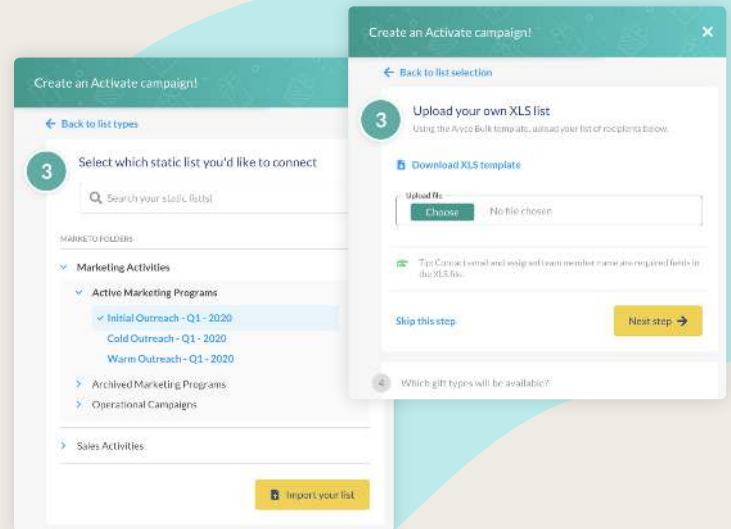 Create an Activate campaign!
← Back to list types
3
Select which static list you'd like to connect
Search your static list(s)
MARKETO FOLDERS
Marketing Activities
Active Marketing Programs
✓ Initial Outreach - Q1 - 2020
Cold Outreach - Q1 - 2020
Warm Outreach - Q1 - 2020
Archived Marketing Programs
Operational Campaigns
Sales Activities
Import your list
Create an Activate campaign!
← Back to list selection
3
Upload your own XLS list
Using the Alyce Bulk template, upload your list of recipients below.
Download XLS template
Upload file
Choose No file chosen
Tip: Contact email and assigned team member name are required fields in
the XLS file.
Skip this step
Next step →
4
Which gift types will be available?